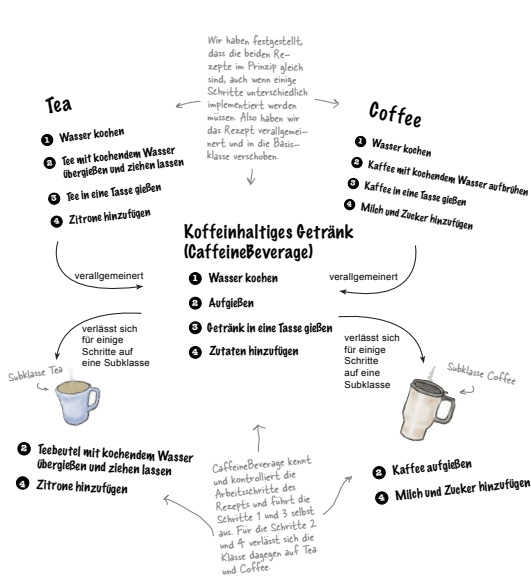 Wir haben festgestellt,
dass die beiden Re–
zepte im Prinzip gleich
sind, auch wenn einige
Schritte unterschiedlich
implementiert werden
müssen. Also haben wir
das Rezept verallgemei–
nert und in die Basis–
klasse verschoben.
Tea
1 Wasser kochen
2 Tee mit kochendem Wasser
übergießen und ziehen lassen
3 Tee in eine Tasse gießen
4 Zitrone hinzufügen
Coffee
1 Wasser kochen
2 Kaffee mit kochendem Wasser aufbrühen
3 Kaffee in eine Tasse gießen
4 Milch und Zucker hinzufügen
Koffeinhaltiges Getränk
(CaffeineBeverage)
1 Wasser kochen
2 Aufgießen
3 Getränk in eine Tasse gießen
4 Zutaten hinzufügen
verallgemeinert
verallgemeinert
verlässt sich
für einige
Schritte auf
eine Subklasse
verlässt sich
für einige
Schritte
auf eine
Subklasse
Subklasse Tea
Subklasse Coffee
2 Teebeutel mit kochendem Wasser
übergießen und ziehen lassen
4 Zitrone hinzufügen
2 Kaffee aufgießen
4 Milch und Zucker hinzufügen
CaffeineBeverage kennt
und kontrolliert die
Arbeitsschritte des
Rezepts und führt die
Schritte 1 und 3 selbst
aus. Für die Schritte 2
und 4 verlässt sich die
Klasse dagegen auf Tea
und Coffee.